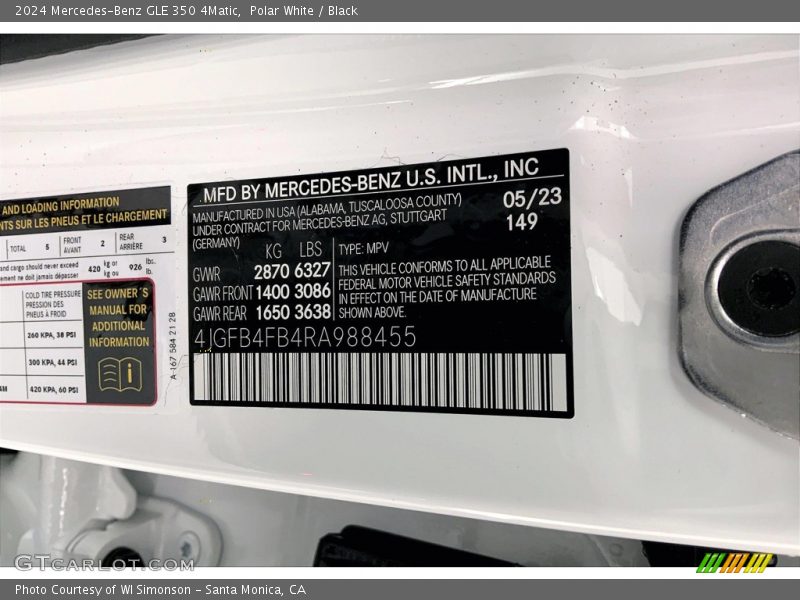 2024 Mercedes-Benz GLE 350 4Matic,  Polar White / Black
AND LOADING INFORMATION
NTS SUR LES PNEUS ET LE CHARGEMENT
TOTAL 5 FRONT AVANT 2 REAR ARRIÈRE 3
and cargo should never exceed 420 kg or 926 lbs.
ement ne doit jamais dépasser kg ou lb.
COLD TIRE PRESSURE
PRESSION DES
PNEUS À FROID
260 KPA, 38 PSI
300 KPA, 44 PSI
420 KPA, 60 PSI
SEE OWNER'S
MANUAL FOR
ADDITIONAL
INFORMATION
i
A 167 584 21 28
MFD BY MERCEDES-BENZ U.S. INTL., INC
MANUFACTURED IN USA (ALABAMA, TUSCALOOSA COUNTY)
UNDER CONTRACT FOR MERCEDES-BENZ AG, STUTTGART
(GERMANY)
05/23
149
KG LBS
GVWR 2870 6327
GAWR FRONT 1400 3086
GAWR REAR 1650 3638
TYPE: MPV
THIS VEHICLE CONFORMS TO ALL APPLICABLE
FEDERAL MOTOR VEHICLE SAFETY STANDARDS
IN EFFECT ON THE DATE OF MANUFACTURE
SHOWN ABOVE.
4JGFB4FB4RA988455
GTCarLot.com
Photo Courtesy of WI Simonson - Santa Monica, CA